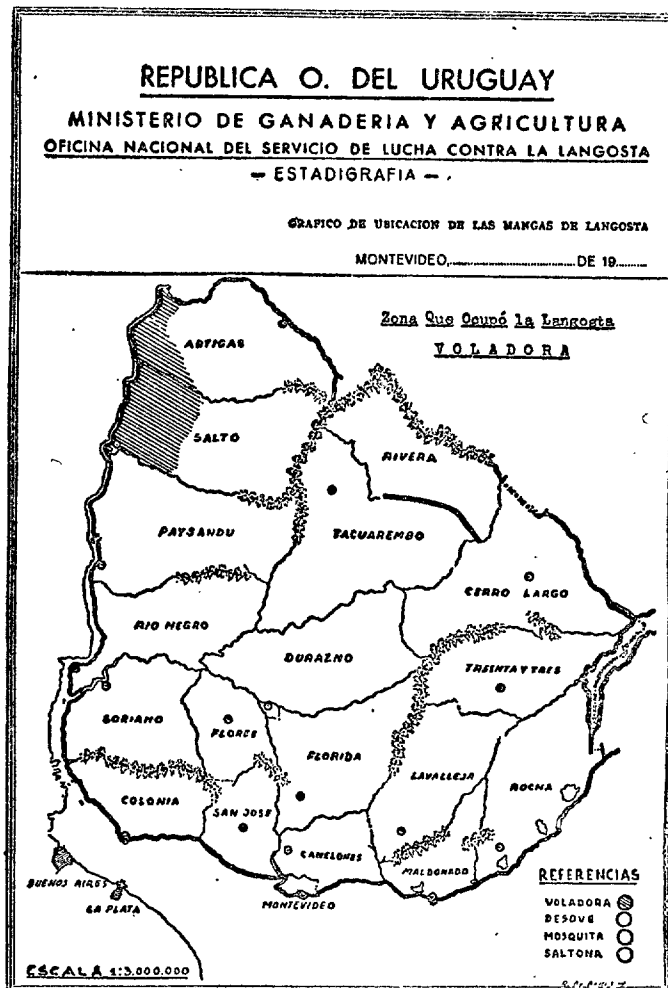 REPUBLICA O. DEL URUGUAY
MINISTERIO DE GANADERIA Y AGRICULTURA
OFICINA NACIONAL DEL SERVICIO DE LUCHA CONTRA LA LANGOSTA
— ESTADIGRAFIA —
GRAFICO DE UBICACION DE LAS MANGAS DE LANGOSTA
MONTEVIDEO,............................DE 19.........
Zona Que Ocupó la Langosta
VOLADORA
ARTIGAS
SALTO
RIVERA
PAYSANDU
TACUAREMBO
CERRO LARGO
RIO NEGRO
DURAZNO
TREINTA Y TRES
SORIANO
FLORES
FLORIDA
LAVALLEJA
ROCHA
COLONIA
SAN JOSE
CANELONES
MALDONADO
MONTEVIDEO
BUENOS AIRES
LA PLATA
REFERENCIAS
VOLADORA
DESOVE
MOSQUITA
SALTONA
ESCALA 1:3.000.000